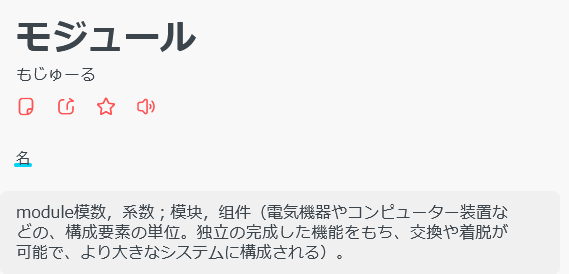 モジュール
もじゅーる
名
module模数，系数；模块，组件（電気機器やコンピューター装置な
どの、構成要素の単位。独立の完成した機能をもち、交換や着脱が
可能で、より大きなシステムに構成される）。